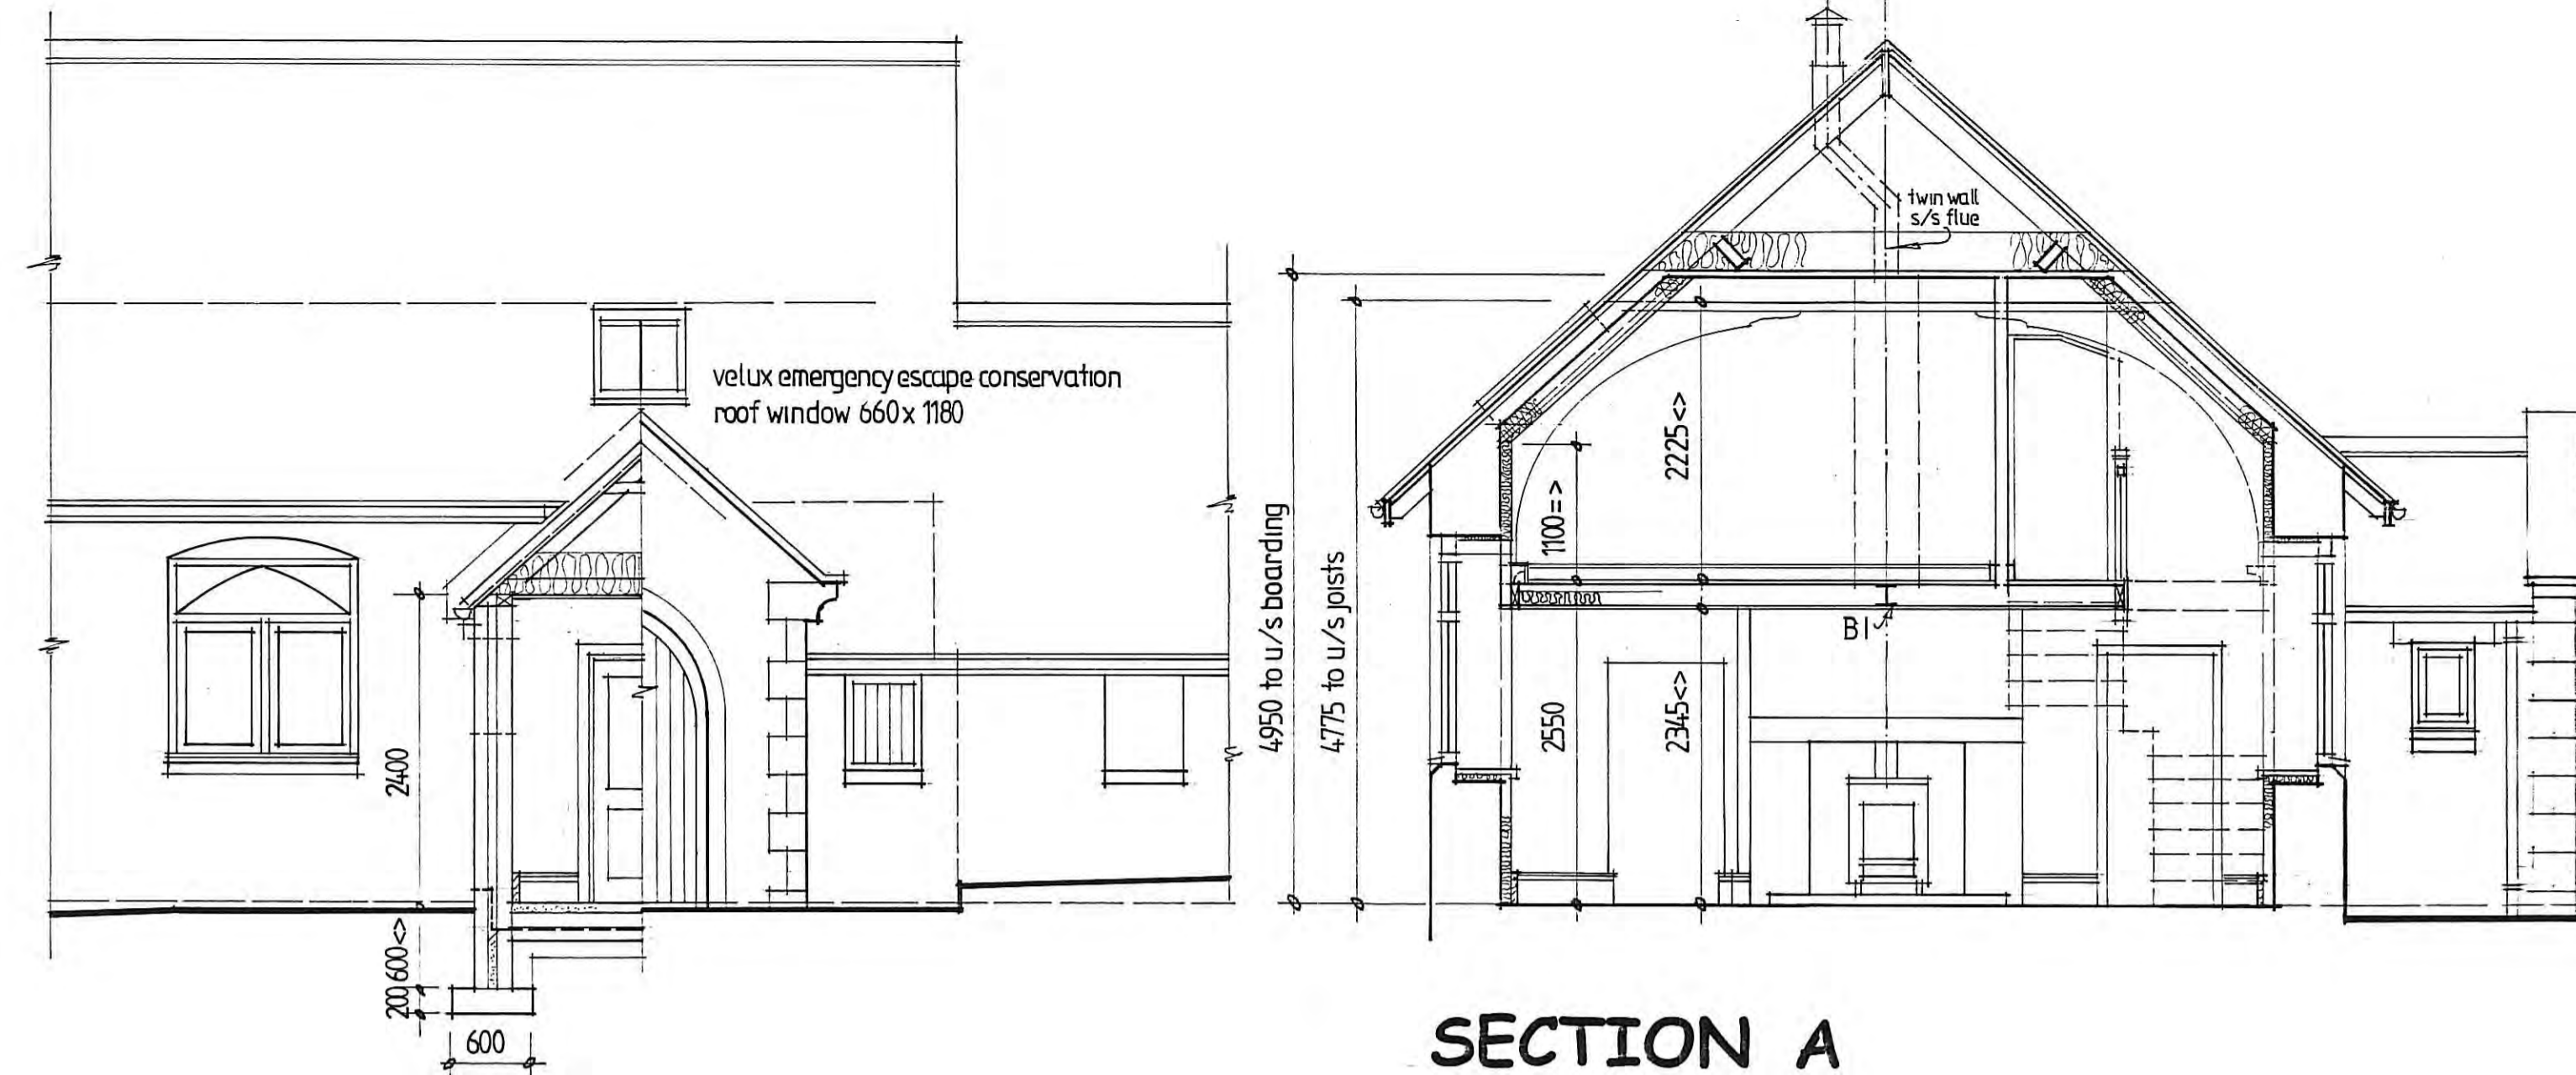 velux emergency escape conservation
roof window 660 x 1180
2400
200 600<>
600
twin wall
s/s flue
4950 to u/s boarding
4775 to u/s joists
1100=>
2550
2225<>
2345<>
B1
SECTION A